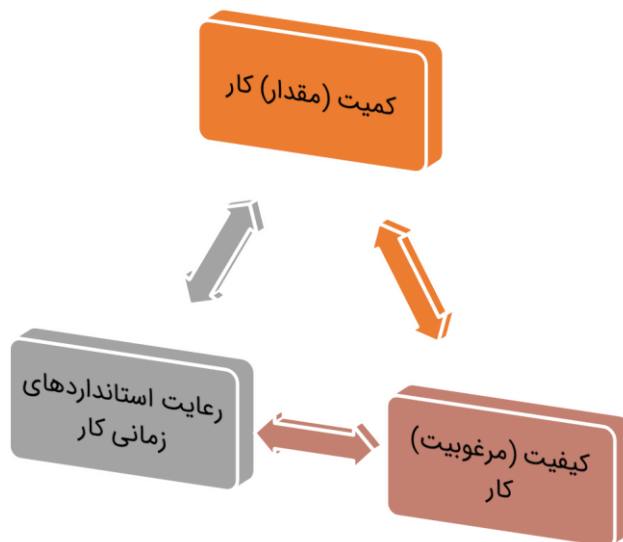 کمیت (مقدار) کار
رعایت استانداردهای
زمانی کار
کیفیت (مرغوبیت)
کار